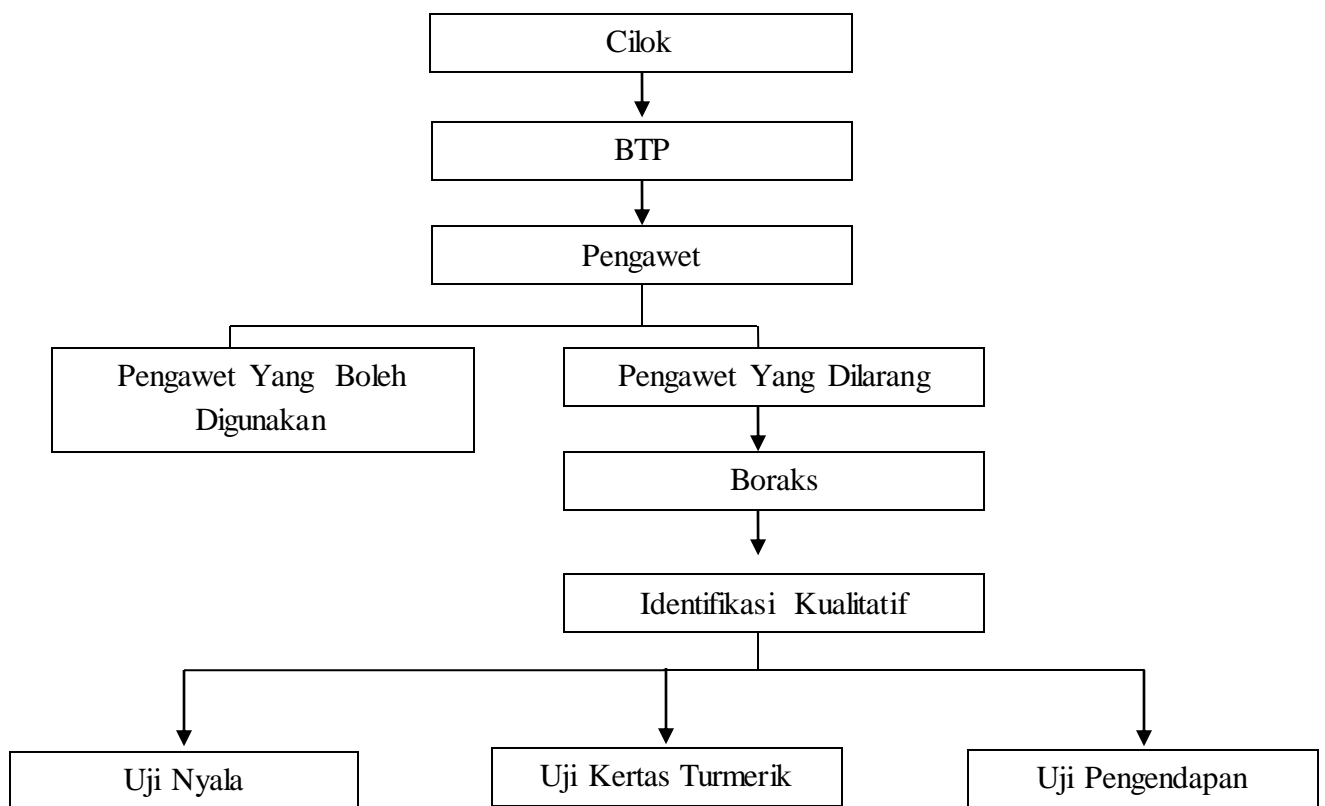 Cilok
BTP
Pengawet
Pengawet Yang Boleh
Digunakan
Pengawet Yang Dilarang
Boraks
Identifikasi Kualitatif
Uji Nyala
Uji Kertas Turmerik
Uji Pengendapan